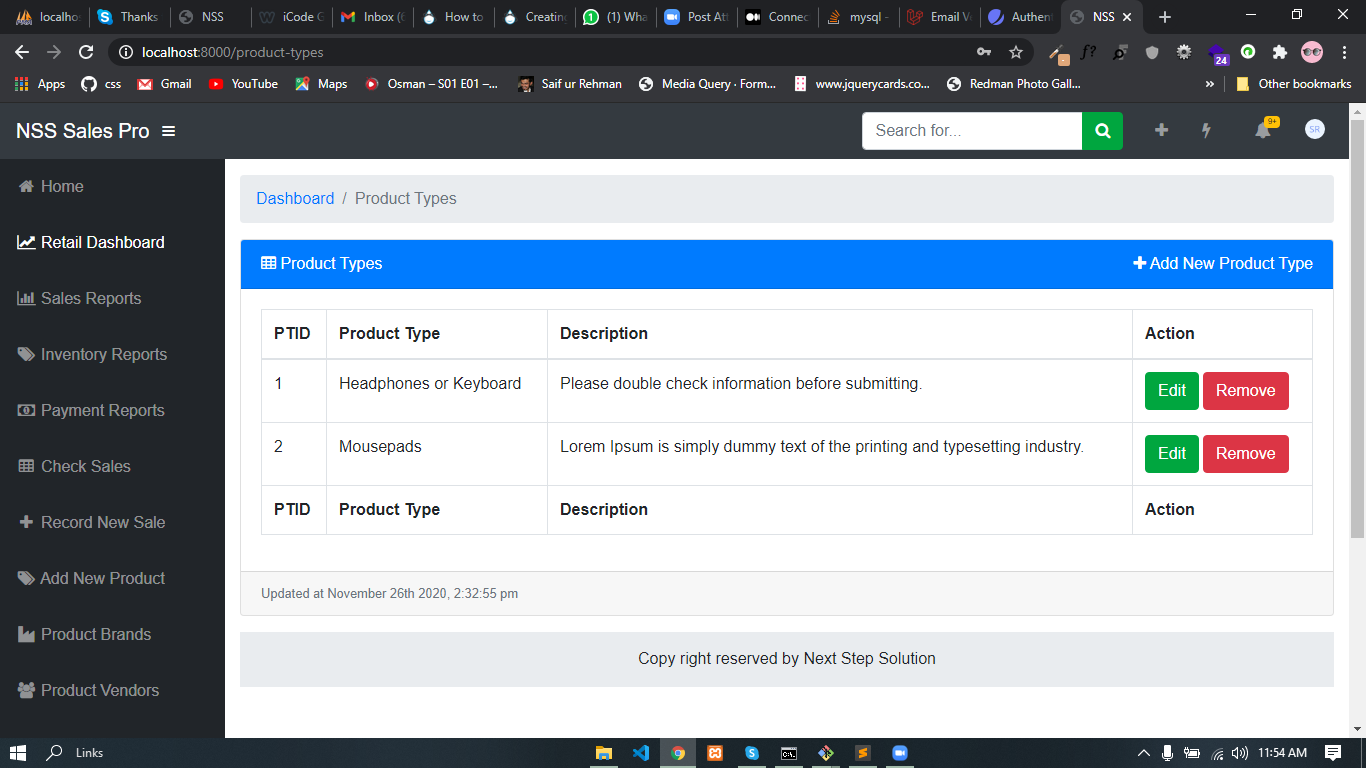 localhos Thanks NSS iCode G Inbox (6 How to Creating (1) Wha Post Att Connec mysql - Email Ve Authen NSS
localhost:8000/product-types
f?
24
Apps css Gmail YouTube Maps Osman – S01 E01 –... Saif ur Rehman Media Query · Form... www.jquerycards.co... Redman Photo Gall... » Other bookmarks
NSS Sales Pro
Search for...
9+
SR
Home
Retail Dashboard
Sales Reports
Inventory Reports
Payment Reports
Check Sales
Record New Sale
Add New Product
Product Brands
Product Vendors
Dashboard / Product Types
Product Types
Add New Product Type
PTID Product Type Description Action
1 Headphones or Keyboard Please double check information before submitting. Edit Remove
2 Mousepads Lorem Ipsum is simply dummy text of the printing and typesetting industry. Edit Remove
PTID Product Type Description Action
Updated at November 26th 2020, 2:32:55 pm
Copy right reserved by Next Step Solution
Links
11:54 AM